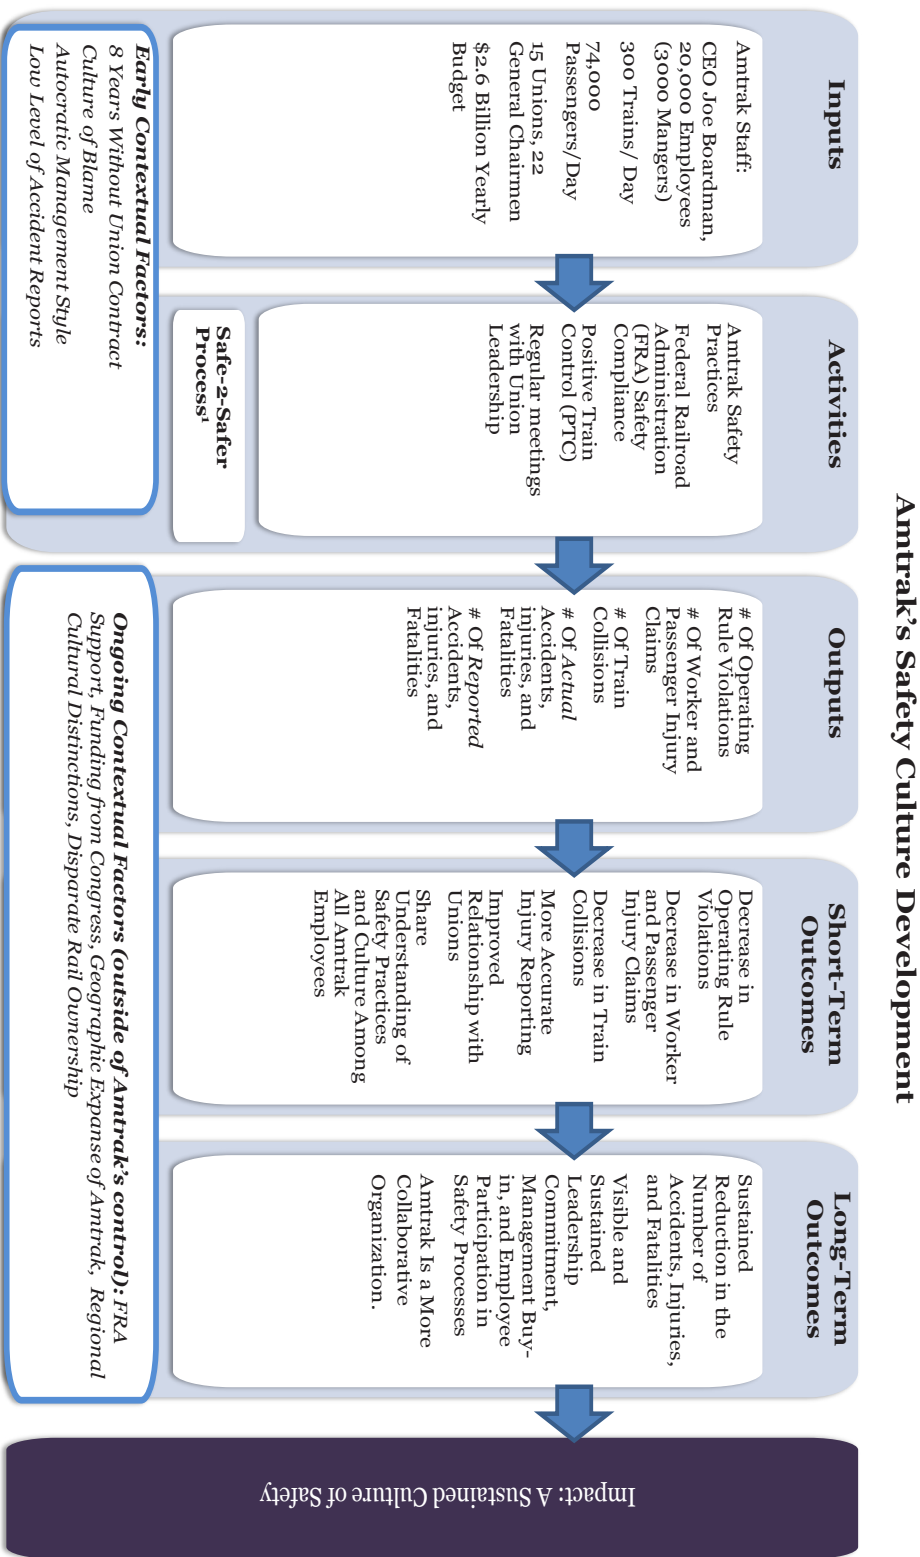 Amtrak's Safety Culture Development
Inputs
Amtrak Staff:
CEO Joe Boardman,
20,000 Employees
(3000 Mangers)
300 Trains/ Day
74,000
Passengers/Day
15 Unions, 22
General Chairmen
$2.6 Billion Yearly
Budget
Activities
Amtrak Safety
Practices
Federal Railroad
Administration
(FRA) Safety
Compliance
Positive Train
Control (PTC)
Regular meetings
with Union
Leadership
Safe-2-Safer
Process¹
Outputs
# Of Operating
Rule Violations
# Of Worker and
Passenger Injury
Claims
# Of Train
Collisions
# Of Actual
Accidents,
injuries, and
Fatalities
# Of Reported
Accidents,
injuries, and
Fatalities
Short-Term
Outcomes
Decrease in
Operating Rule
Violations
Decrease in Worker
and Passenger
Injury Claims
Decrease in Train
Collisions
More Accurate
Injury Reporting
Improved
Relationship with
Unions
Share
Understanding of
Safety Practices
and Culture Among
All Amtrak
Employees
Long-Term
Outcomes
Sustained
Reduction in the
Number of
Accidents, Injuries,
and Fatalities
Visible and
Sustained
Leadership
Commitment,
Management Buy-
in, and Employee
Participation in
Safety Processes
Amtrak Is a More
Collaborative
Organization.
Impact: A Sustained Culture of Safety
Early Contextual Factors:
8 Years Without Union Contract
Culture of Blame
Autocratic Management Style
Low Level of Accident Reports
Ongoing Contextual Factors (outside of Amtrak's control): FRA
Support, Funding from Congress, Geographic Expanse of Amtrak, Regional
Cultural Distinctions, Disparate Rail Ownership